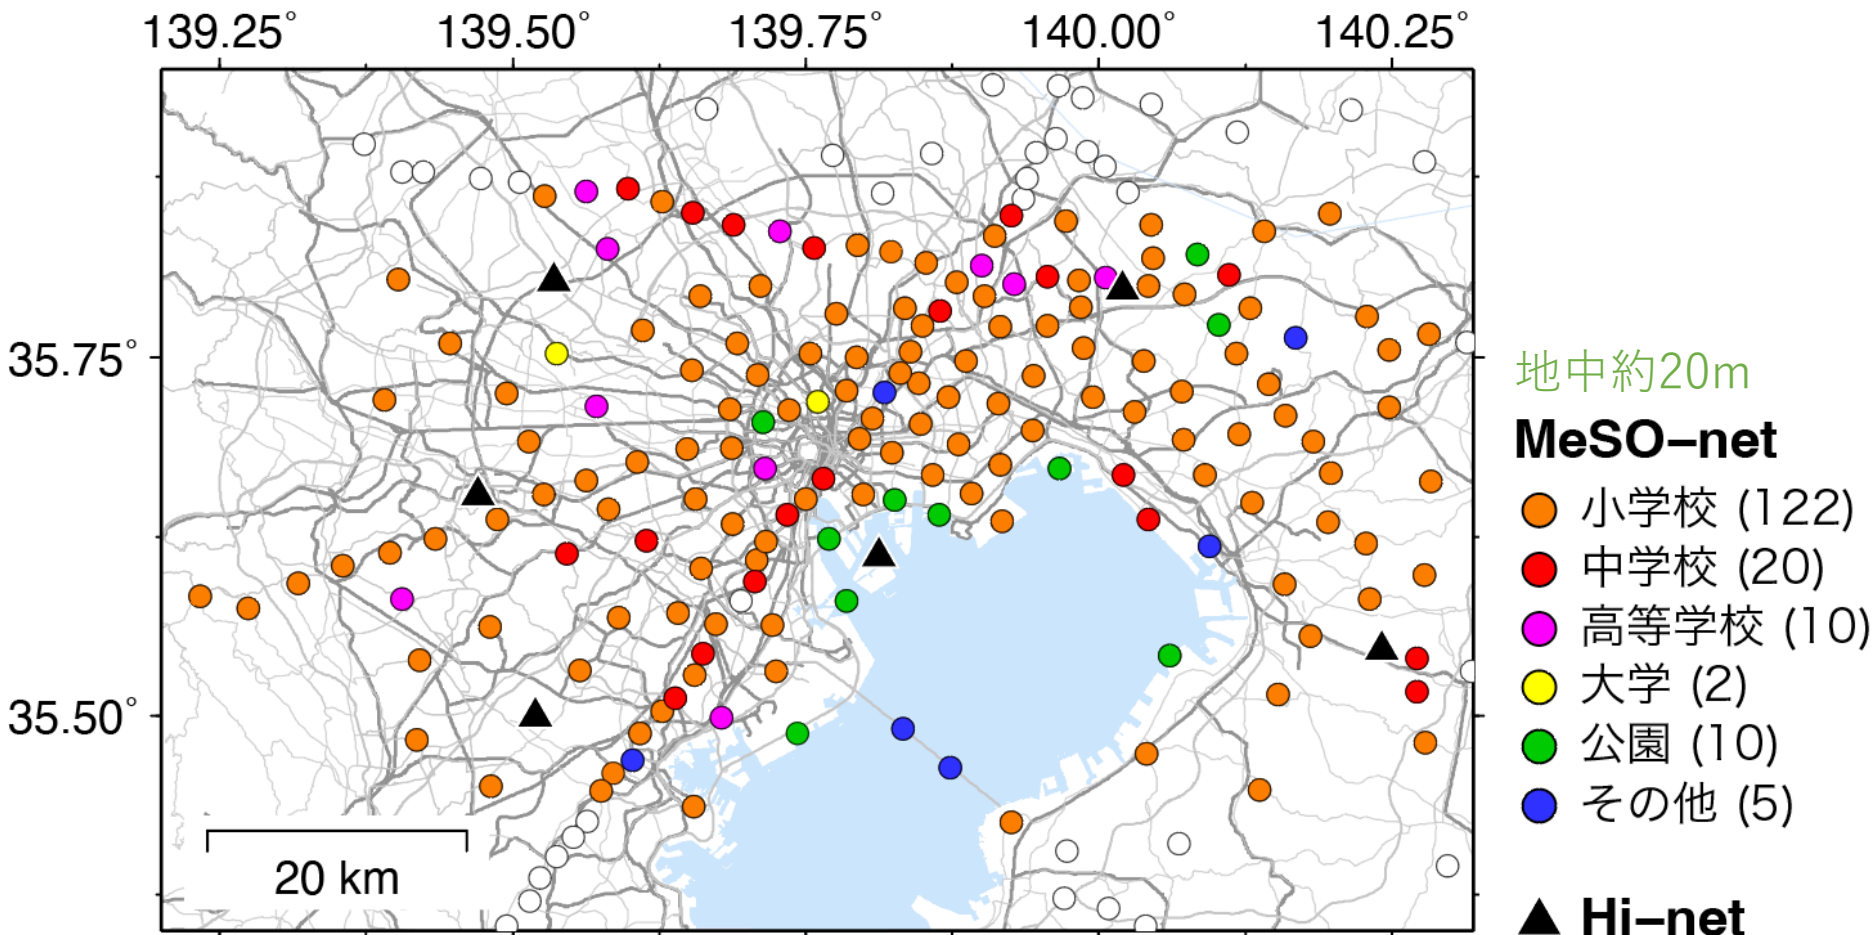 139.25° 139.50° 139.75° 140.00° 140.25°
35.75°
35.50°
20 km
地中約20m
MeSO–net
小学校 (122)
中学校 (20)
高等学校 (10)
大学 (2)
公園 (10)
その他 (5)
Hi–net